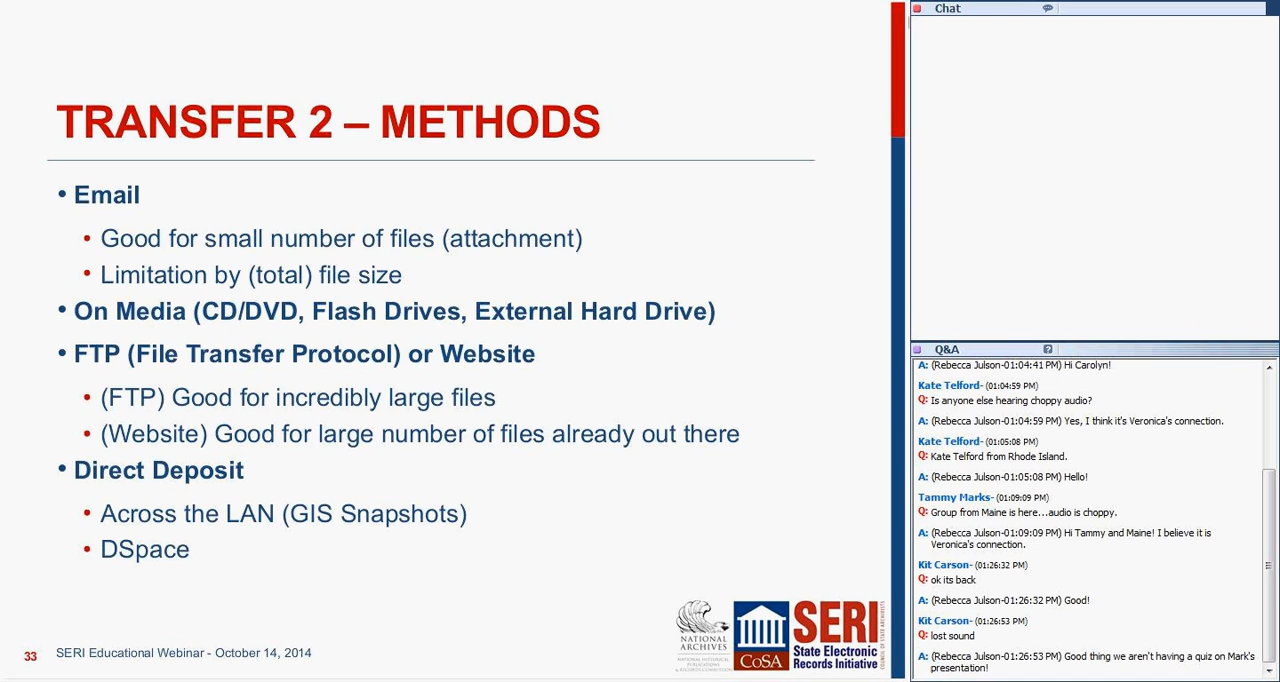 TRANSFER 2 – METHODS
• Email
• Good for small number of files (attachment)
• Limitation by (total) file size
• On Media (CD/DVD, Flash Drives, External Hard Drive)
• FTP (File Transfer Protocol) or Website
• (FTP) Good for incredibly large files
• (Website) Good for large number of files already out there
• Direct Deposit
• Across the LAN (GIS Snapshots)
• DSpace
33 SERI Educational Webinar - October 14, 2014
NATIONAL
ARCHIVES
CoSA
SERI
State Electronic
Records Initiative
COUNCIL OF STATE ARCHIVISTS
Chat
Q&A
A: (Rebecca Julson-01:04:41 PM) Hi Carolyn!
Kate Telford- (01:04:59 PM)
Q: Is anyone else hearing choppy audio?
A: (Rebecca Julson-01:04:59 PM) Yes, I think it's Veronica's connection.
Kate Telford- (01:05:08 PM)
Q: Kate Telford from Rhode Island.
A: (Rebecca Julson-01:05:08 PM) Hello!
Tammy Marks- (01:09:09 PM)
Q: Group from Maine is here...audio is choppy.
A: (Rebecca Julson-01:09:09 PM) Hi Tammy and Maine! I believe it is
Veronica's connection.
Kit Carson- (01:26:32 PM)
Q: ok its back
A: (Rebecca Julson-01:26:32 PM) Good!
Kit Carson- (01:26:53 PM)
Q: lost sound
A: (Rebecca Julson-01:26:53 PM) Good thing we aren't having a quiz on Mark's
presentation!